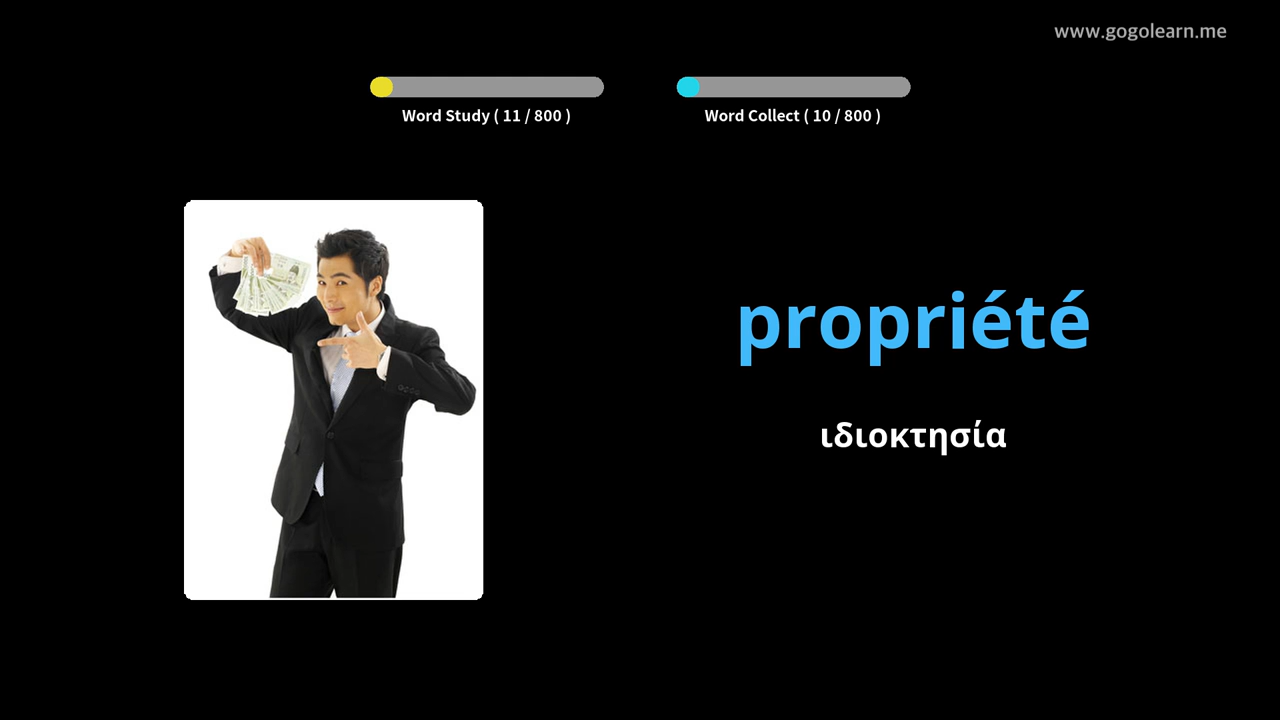 www.gogolearn.me
Word Study ( 11 / 800 )
Word Collect ( 10 / 800 )
propriété
ιδιοκτησία